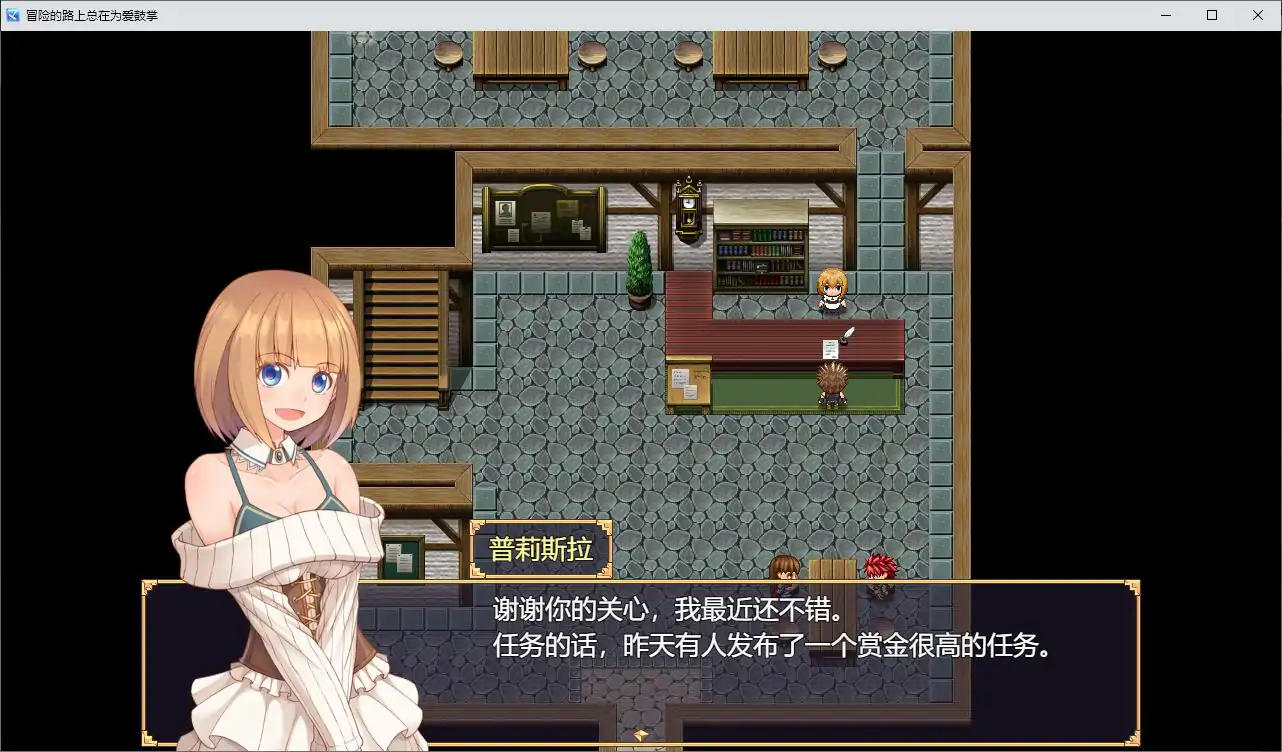 冒险的路上总在为爱鼓掌
普莉斯拉
谢谢你的关心，我最近还不错。
任务的话，昨天有人发布了一个赏金很高的任务。